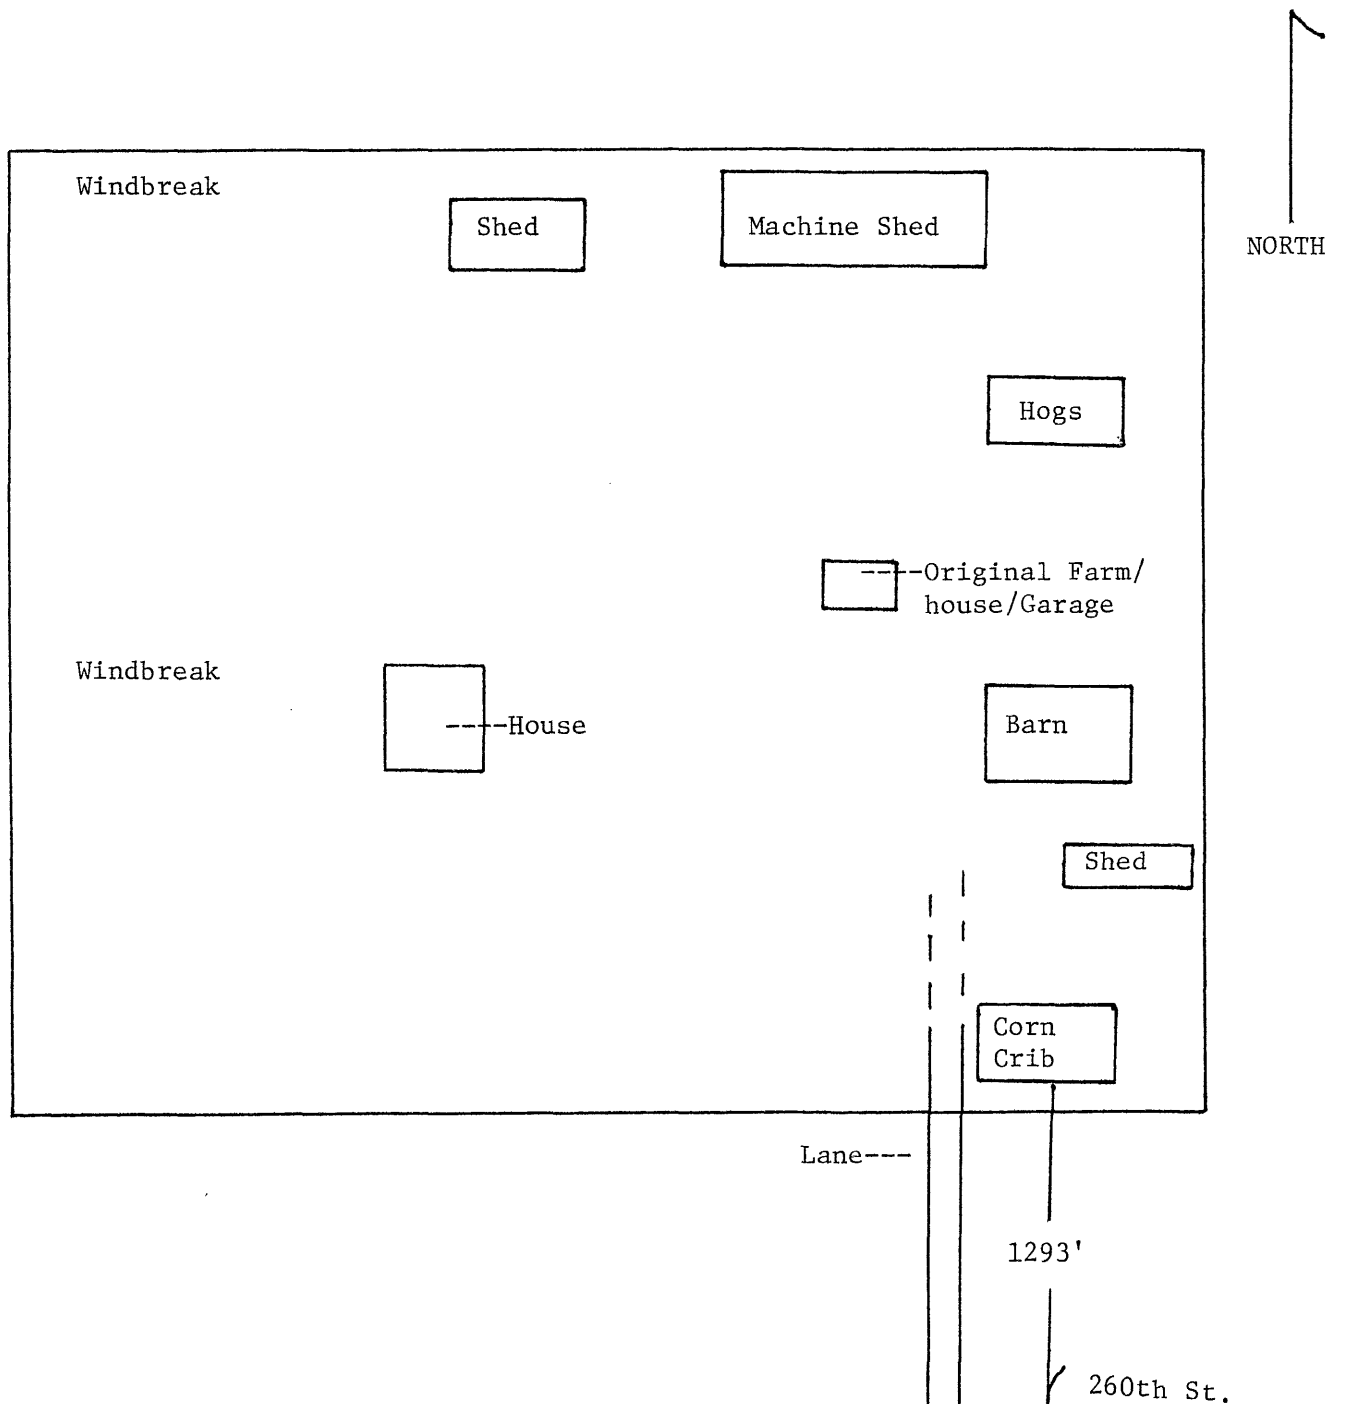 Windbreak
Shed
Machine Shed
NORTH
Hogs
----Original Farm/
house/Garage
Windbreak
----House
Barn
Shed
Corn
Crib
Lane---
1293'
260th St.